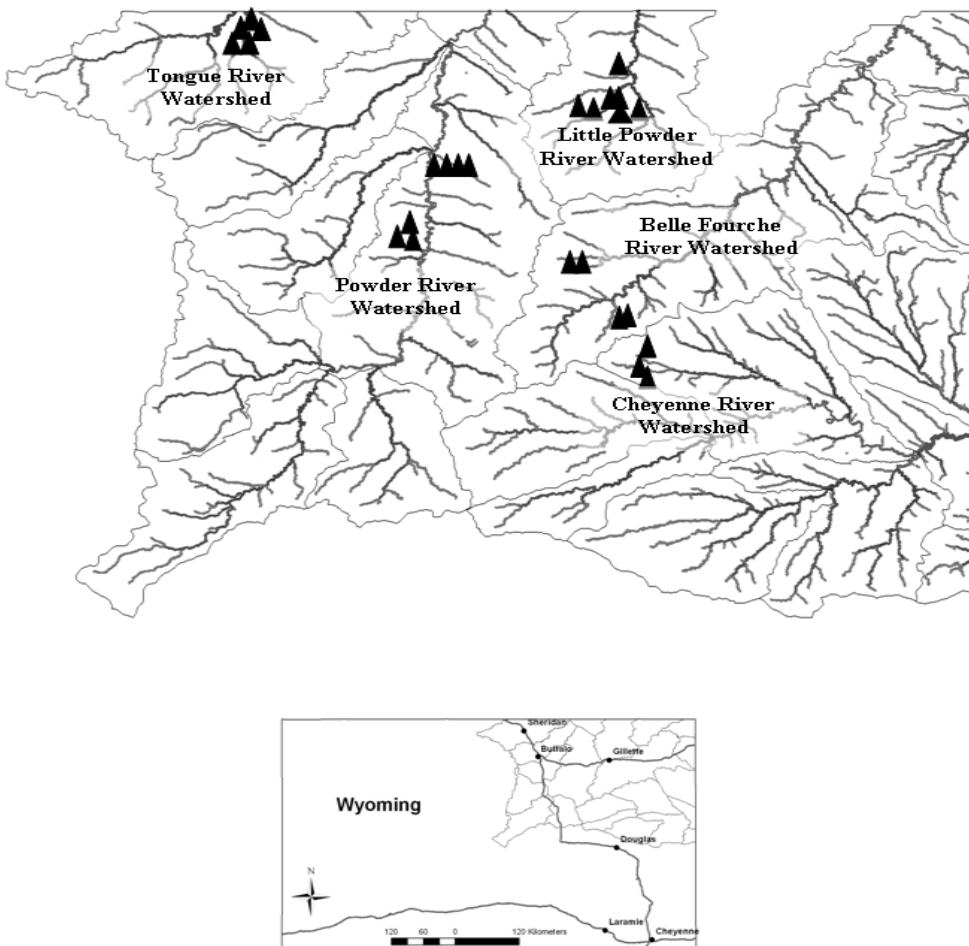 Tongue River
Watershed
Little Powder
River Watershed
Belle Fourche
River Watershed
Powder River
Watershed
Cheyenne River
Watershed
Sheridan
Buffalo
Gillette
Wyoming
Douglas
N
Laramie
Cheyenne
120 60 0 120 Kilometers